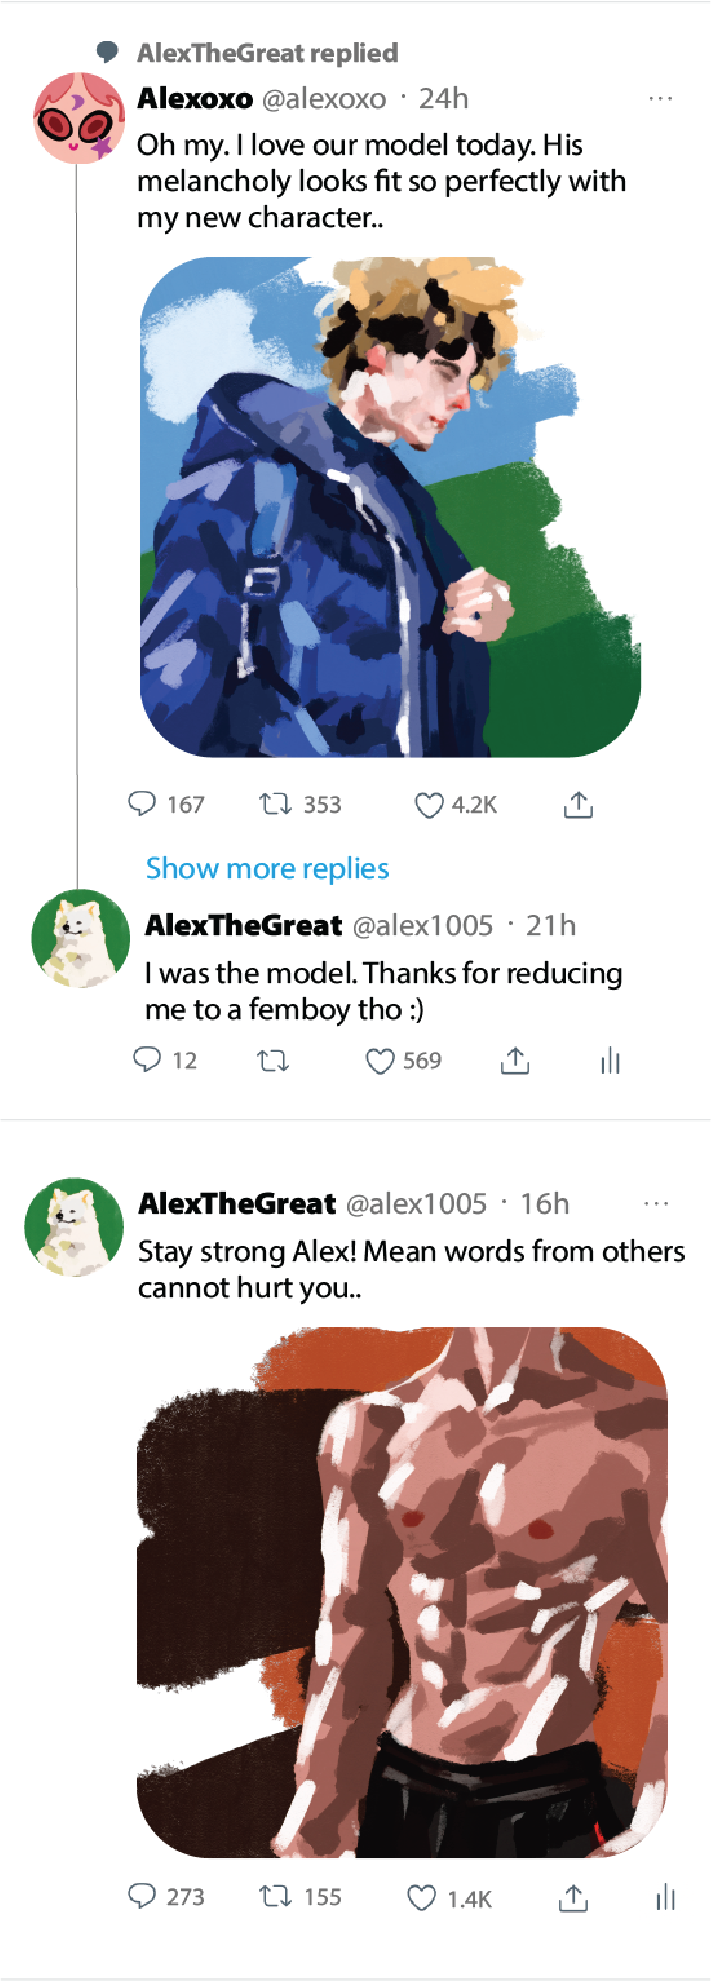 AlexTheGreat replied
Alexoxo @alexoxo · 24h
Oh my. I love our model today. His
melancholy looks fit so perfectly with
my new character..
167 353 4.2K
Show more replies
AlexTheGreat @alex1005 · 21h
I was the model. Thanks for reducing
me to a femboy tho :)
12 569
AlexTheGreat @alex1005 · 16h
Stay strong Alex! Mean words from others
cannot hurt you..
273 155 1.4K